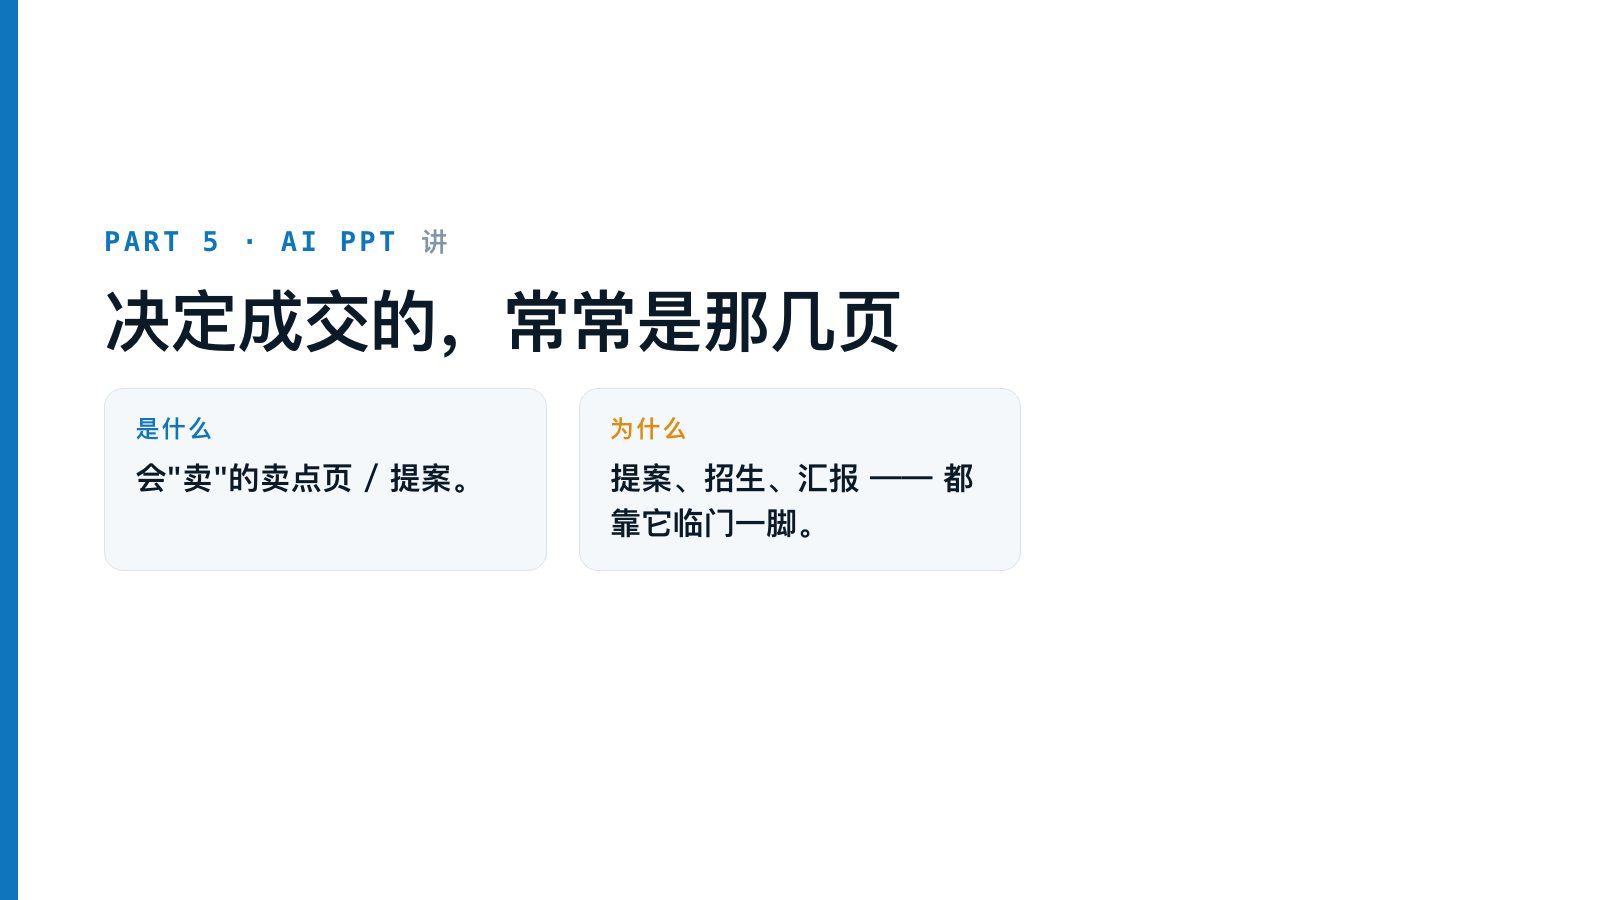 PART 5 · AI PPT 讲
决定成交的，常常是那几页
是什么
会"卖"的卖点页 / 提案。
为什么
提案、招生、汇报 —— 都
靠它临门一脚。